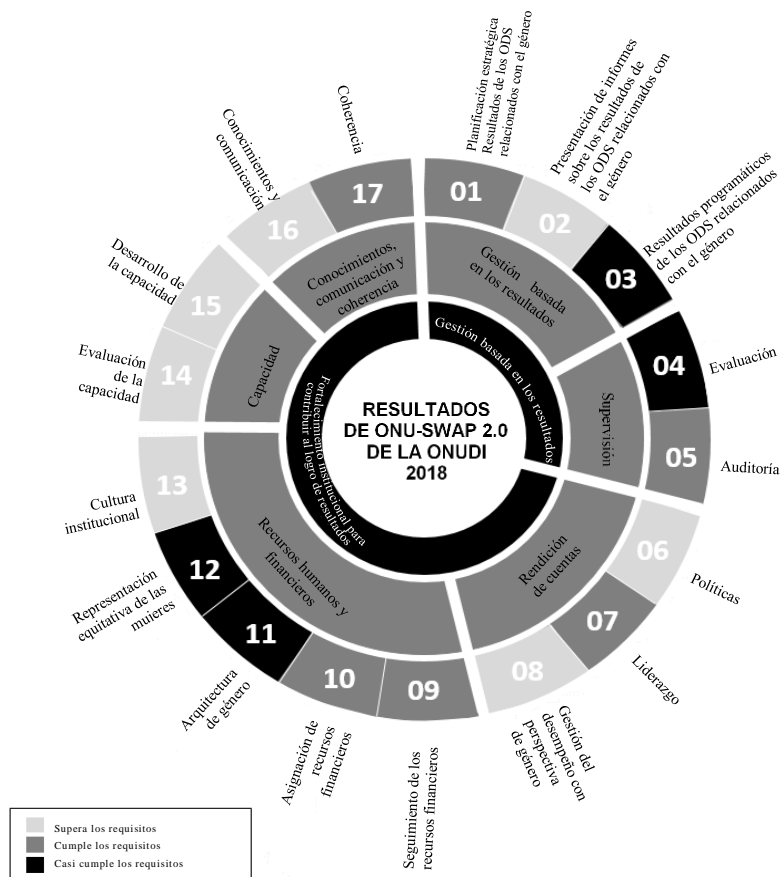 Planificación estratégica
Resultados de los ODS
relacionados con el género
Presentación de informes
sobre los resultados de
los ODS relacionados con
el género
Resultados programáticos
de los ODS relacionados
con el género
Evaluación
Auditoría
Políticas
Liderazgo
Gestión del
desempeño con
perspectiva
de género
Seguimiento de los
recursos financieros
Asignación de
recursos
financieros
Arquitectura
de género
Representación
equitativa de las
mujeres
Cultura
institucional
Evaluación
de la
capacidad
Desarrollo de
la capacidad
Conocimientos y
comunicación
Coherencia
01
02
03
04
05
06
07
08
09
10
11
12
13
14
15
16
17
Gestión basada
en los resultados
Supervisión
Rendición
de cuentas
Recursos humanos y
financieros
Capacidad
Conocimientos,
comunicación y
coherencia
Gestión basada en los resultados
Fortalecimiento institucional para
contribuir al logro de resultados
RESULTADOS
DE ONU-SWAP 2.0
DE LA ONUDI
2018
Supera los requisitos
Cumple los requisitos
Casi cumple los requisitos